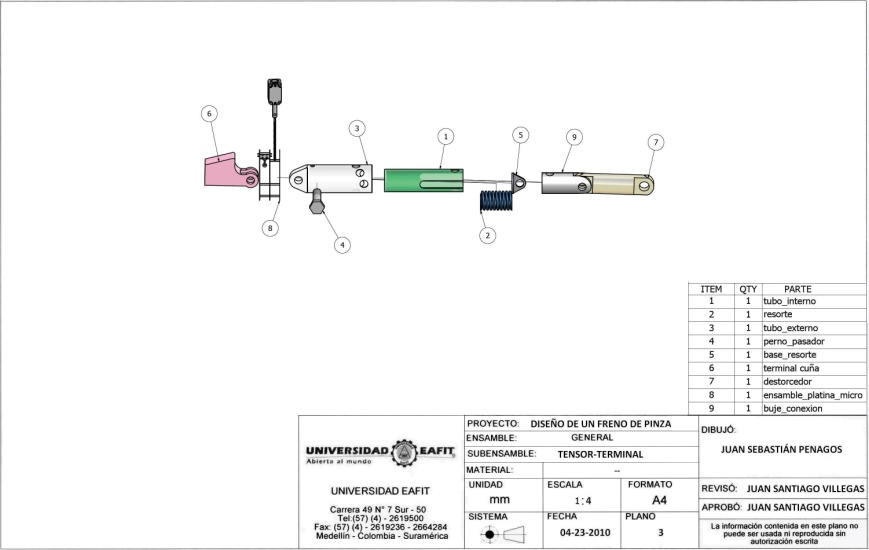 6
3
1
5
9
7
8
4
2
ITEM QTY PARTE
1 1 tubo_interno
2 1 resorte
3 1 tubo_externo
4 1 perno_pasador
5 1 base_resorte
6 1 terminal cuña
7 1 destorcedor
8 1 ensamble_platina_micro
9 1 buje_conexion
UNIVERSIDAD EAFIT
Abierta al mundo
UNIVERSIDAD EAFIT
Carrera 49 N° 7 Sur - 50
Tel:(57) (4) - 2619500
Fax: (57) (4) - 2619236 - 2664284
Medellín - Colombia - Suramérica
PROYECTO: DISEÑO DE UN FRENO DE PINZA
ENSAMBLE: GENERAL
SUBENSAMBLE: TENSOR-TERMINAL
MATERIAL: --
UNIDAD
mm
ESCALA
1:4
FORMATO
A4
SISTEMA
FECHA
04-23-2010
PLANO
3
DIBUJÓ:
JUAN SEBASTIÁN PENAGOS
REVISÓ: JUAN SANTIAGO VILLEGAS
APROBÓ: JUAN SANTIAGO VILLEGAS
La información contenida en este plano no
puede ser usada ni reproducida sin
autorización escrita